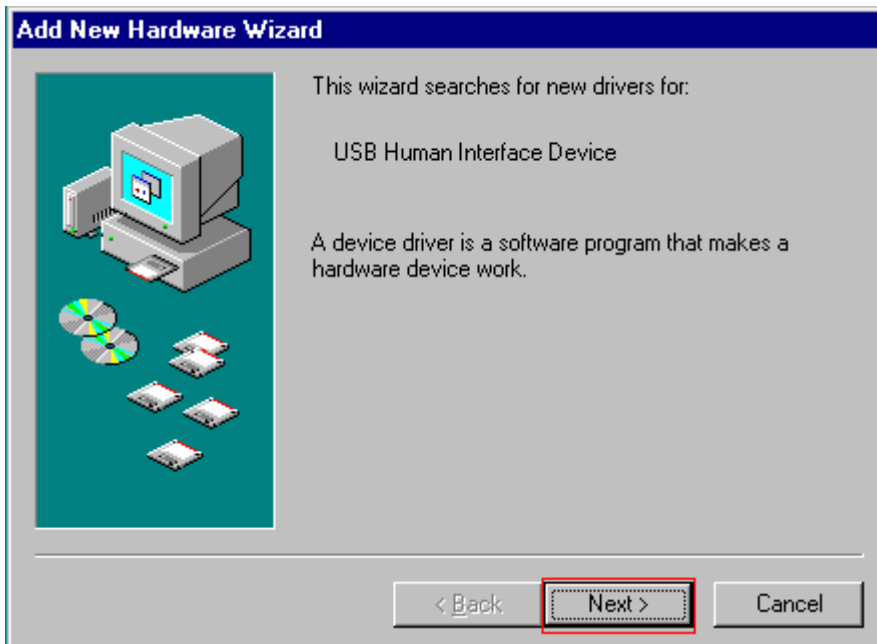 Add New Hardware Wizard
This wizard searches for new drivers for:
USB Human Interface Device
A device driver is a software program that makes a
hardware device work.
< Back
Next >
Cancel